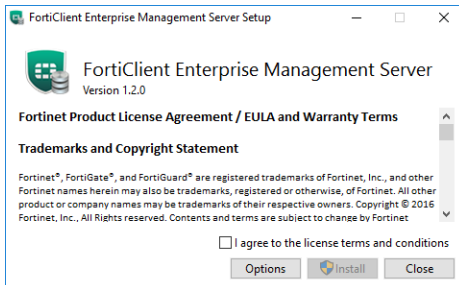 FortiClient Enterprise Management Server Setup
FortiClient Enterprise Management Server
Version 1.2.0
Fortinet Product License Agreement / EULA and Warranty Terms
Trademarks and Copyright Statement
Fortinet®, FortiGate®, and FortiGuard® are registered trademarks of Fortinet, Inc., and other
Fortinet names herein may also be trademarks, registered or otherwise, of Fortinet. All other
product or company names may be trademarks of their respective owners. Copyright © 2016
Fortinet, Inc., All Rights reserved. Contents and terms are subject to change by Fortinet
I agree to the license terms and conditions
Options Install Close